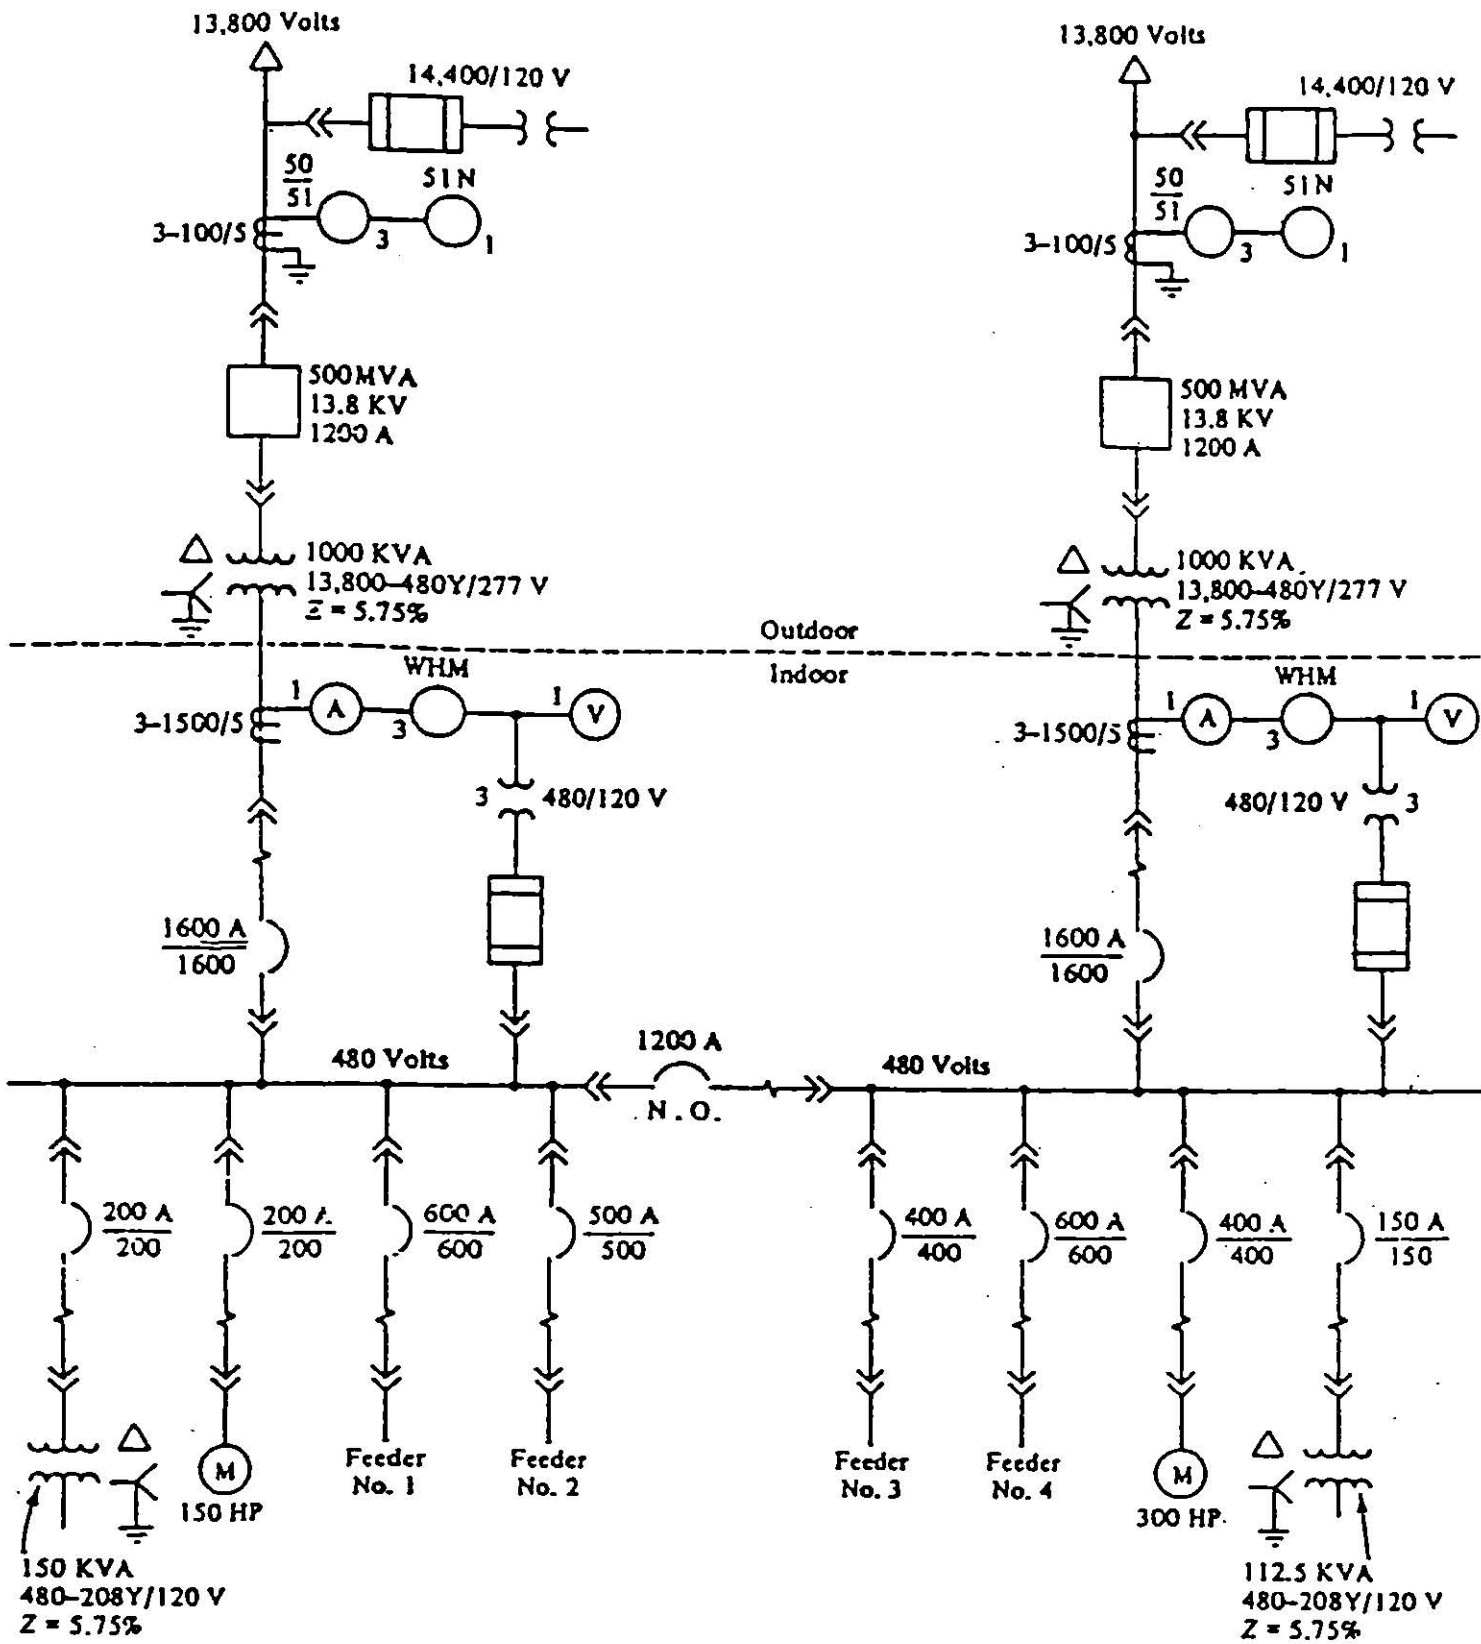 13,800 Volts
14,400/120 V
50
51
51N
3-100/5
3
1
500MVA
13.8 KV
1200 A
1000 KVA
13,800-480Y/277 V
Z = 5.75%
13,800 Volts
14,400/120 V
50
51
51N
3-100/5
3
1
500 MVA
13.8 KV
1200 A
1000 KVA
13,800-480Y/277 V
Z = 5.75%
Outdoor
Indoor
WHM
1
A
3
1
V
3-1500/5
3
480/120 V
1600 A
1600
WHM
1
A
3
1
V
3-1500/5
480/120 V
3
1600 A
1600
480 Volts
1200 A
N.O.
480 Volts
200 A
200
200 A
200
600 A
600
500 A
500
400 A
400
600 A
600
400 A
400
150 A
150
M
150 HP
Feeder
No. 1
Feeder
No. 2
Feeder
No. 3
Feeder
No. 4
M
300 HP
150 KVA
480-208Y/120 V
Z = 5.75%
112.5 KVA
480-208Y/120 V
Z = 5.75%